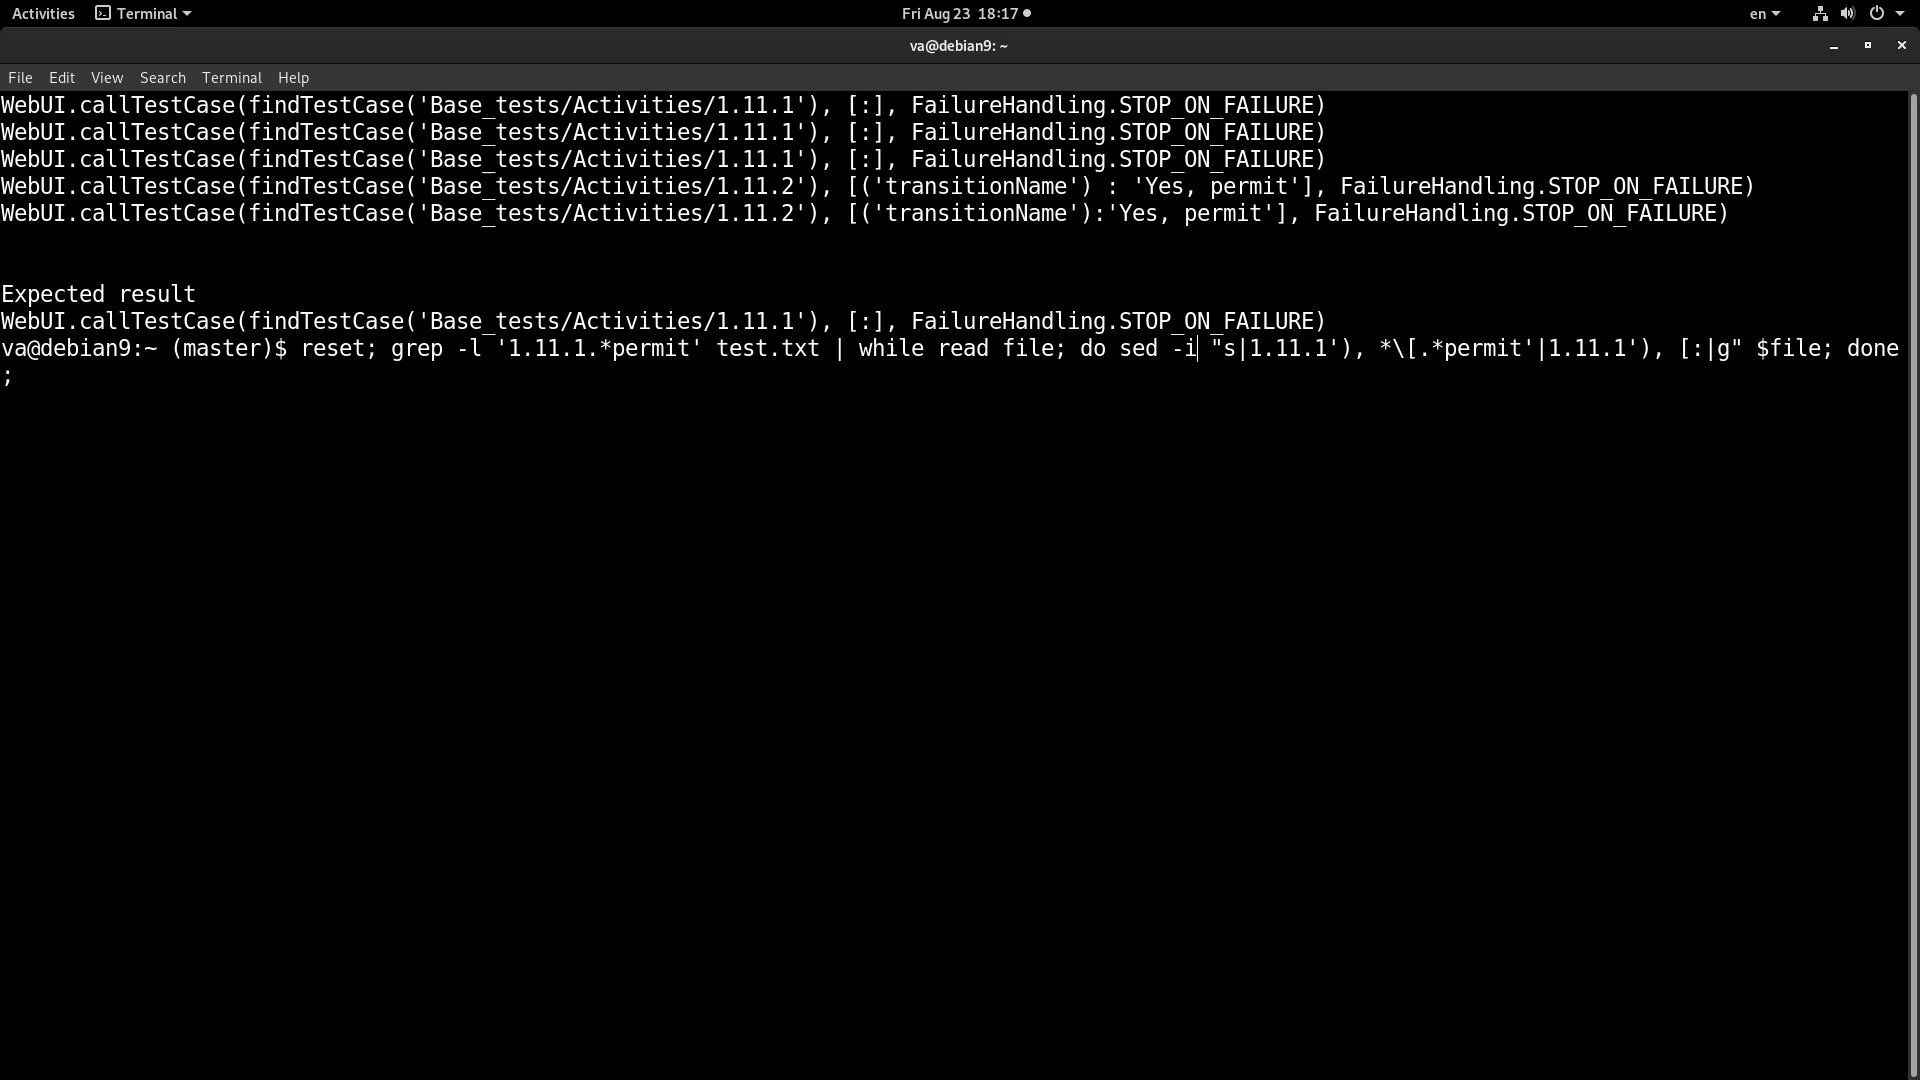 Activities Terminal Fri Aug 23 18:17 en
va@debian9: ~
File Edit View Search Terminal Help
WebUI.callTestCase(findTestCase('Base_tests/Activities/1.11.1'), [:], FailureHandling.STOP_ON_FAILURE)
WebUI.callTestCase(findTestCase('Base_tests/Activities/1.11.1'), [:], FailureHandling.STOP_ON_FAILURE)
WebUI.callTestCase(findTestCase('Base_tests/Activities/1.11.1'), [:], FailureHandling.STOP_ON_FAILURE)
WebUI.callTestCase(findTestCase('Base_tests/Activities/1.11.2'), [('transitionName') : 'Yes, permit'], FailureHandling.STOP_ON_FAILURE)
WebUI.callTestCase(findTestCase('Base_tests/Activities/1.11.2'), [('transitionName'):'Yes, permit'], FailureHandling.STOP_ON_FAILURE)
Expected result
WebUI.callTestCase(findTestCase('Base_tests/Activities/1.11.1'), [:], FailureHandling.STOP_ON_FAILURE)
va@debian9:~ (master)$ reset; grep -l '1.11.1.*permit' test.txt | while read file; do sed -i "s|1.11.1'), *\[.*permit'|1.11.1'), [:|g" $file; done
;